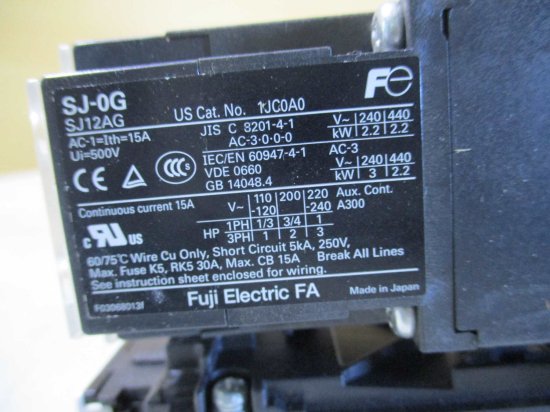 SJ-0G
SJ12AG
US Cat. No. 1JC0A0
Fe
AC-1=Ith=15A
Ui=500V
JIS C 8201-4-1
AC-3-0-0-0
V~ 240 440
kW 2.2 2.2
IEC/EN 60947-4-1
VDE 0660
GB 14048.4
AC-3
V~ 240 440
kW 3 2.2
CE
CCC
Continuous current 15A
V~ 110-120 200 220-240
Aux. Cont.
A300
HP 1PH 1/3 3/4 1
3PH 1 2 3
c UR US
60/75°C Wire Cu Only, Short Circuit 5kA, 250V,
Max. Fuse K5, RK5 30A, Max. CB 15A Break All Lines
See instruction sheet enclosed for wiring.
F03068013f
Fuji Electric FA
Made in Japan